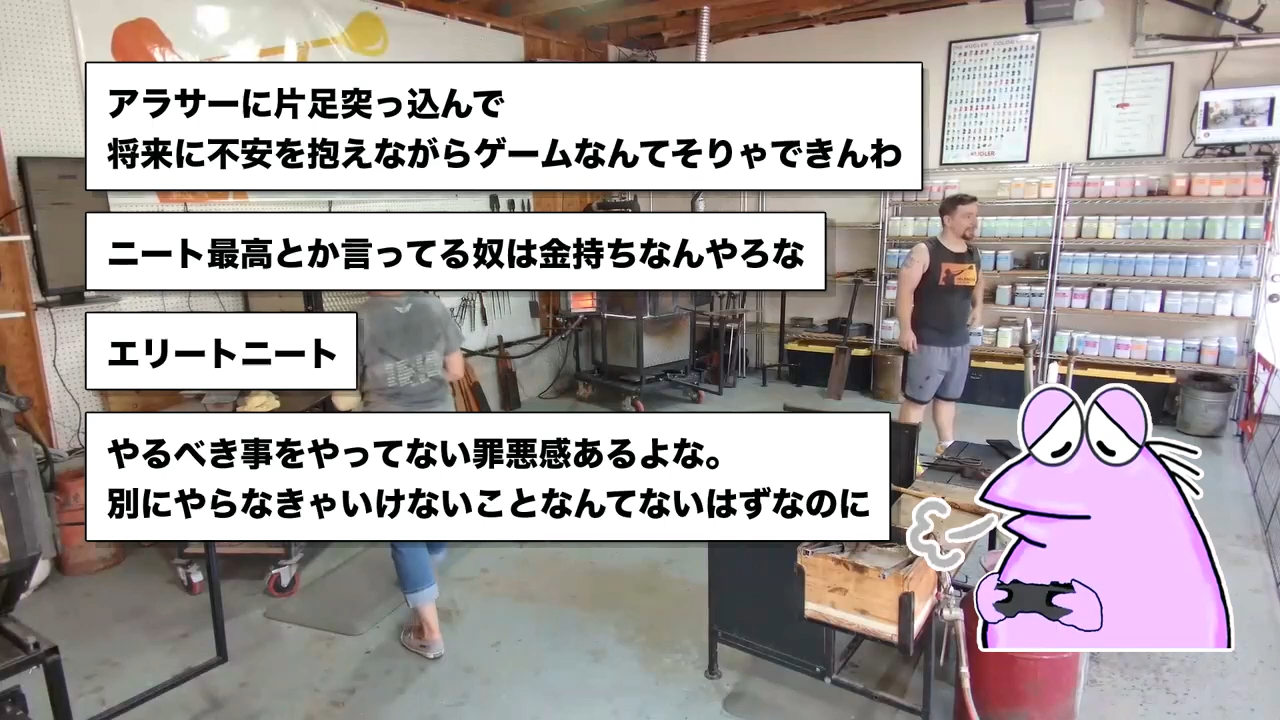 アラサーに片足突っ込んで
将来に不安を抱えながらゲームなんてそりゃできんわ
ニート最高とか言ってる奴は金持ちなんやろな
エリートニート
やるべき事をやってない罪悪感あるよな。
別にやらなきゃいけないことなんてないはずなのに
KUGLER